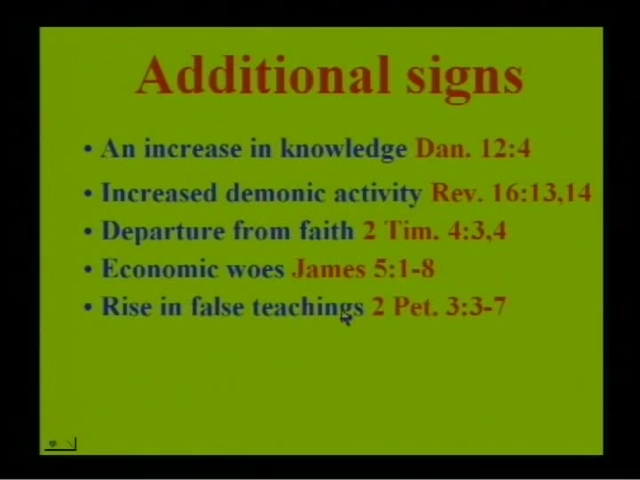 Additional signs
• An increase in knowledge Dan. 12:4
• Increased demonic activity Rev. 16:13,14
• Departure from faith 2 Tim. 4:3,4
• Economic woes James 5:1-8
• Rise in false teachings 2 Pet. 3:3-7